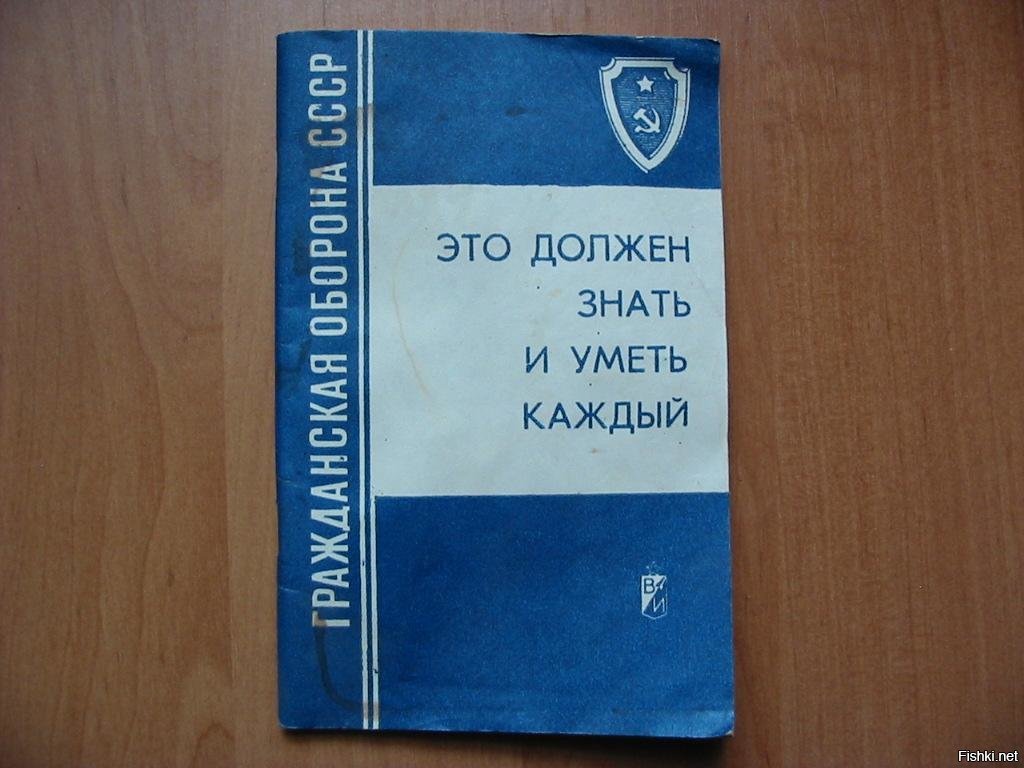 ГРАЖДАНСКАЯ ОБОРОНА СССР
ЭТО ДОЛЖЕН
ЗНАТЬ
И УМЕТЬ
КАЖДЫЙ
В
И
Fishki.net